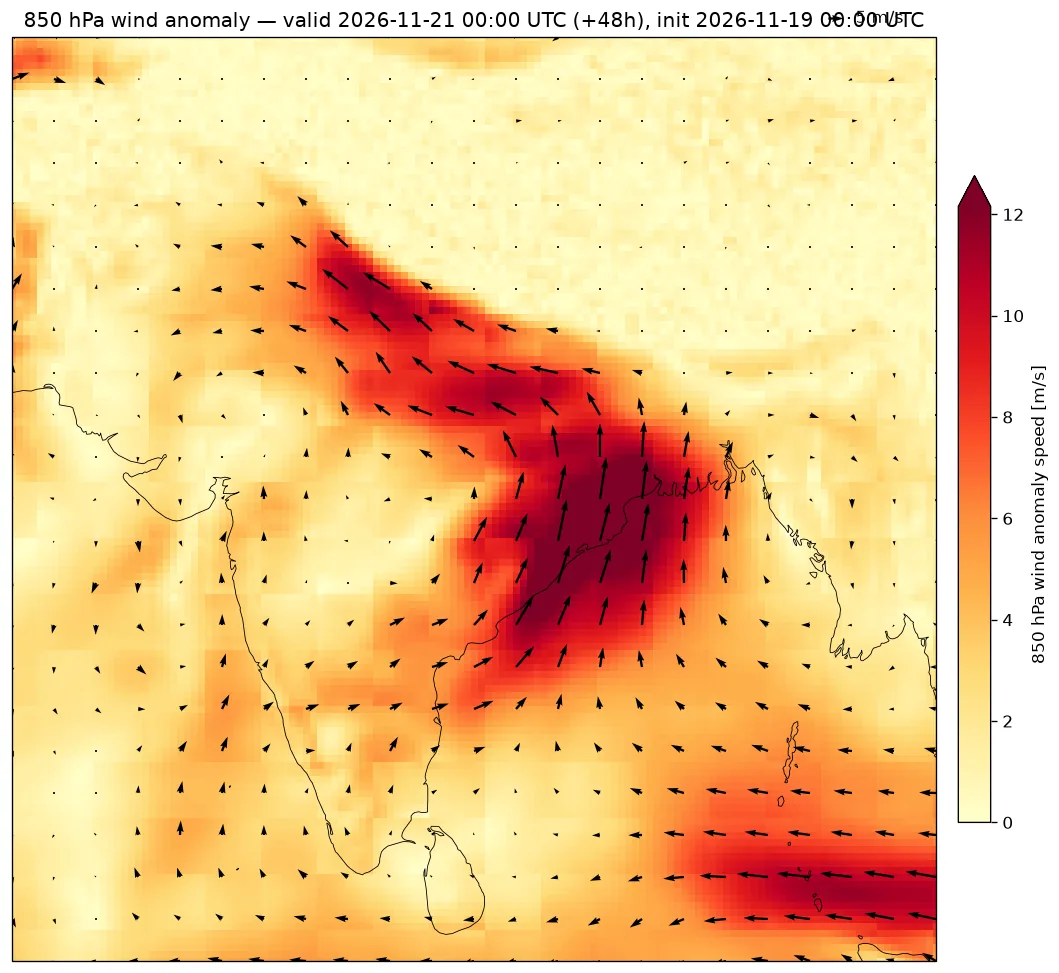 850 hPa wind anomaly — valid 2026-11-21 00:00 UTC (+48h), init 2026-11-19 00:00 UTC
5 m/s
12
10
8
6
4
2
0
850 hPa wind anomaly speed [m/s]